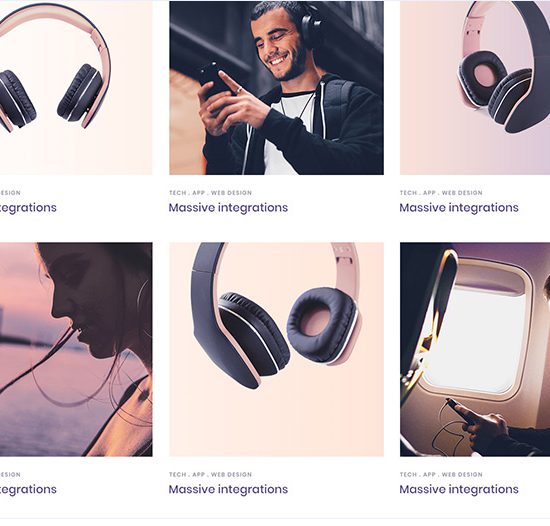 ESIGN
TECH . APP . WEB DESIGN
TECH . APP . WEB DESIGN
tegrations
Massive integrations
Massive integrations
ESIGN
TECH . APP . WEB DESIGN
TECH . APP . WEB DESIGN
tegrations
Massive integrations
Massive integrations